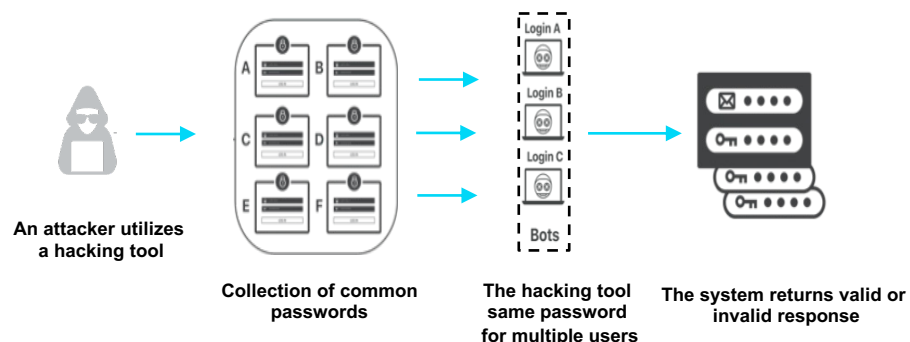 Login A
A B
Login B
C D
Login C
E F
Bots
An attacker utilizes
a hacking tool
Collection of common
passwords
The hacking tool
same password
for multiple users
The system returns valid or
invalid response